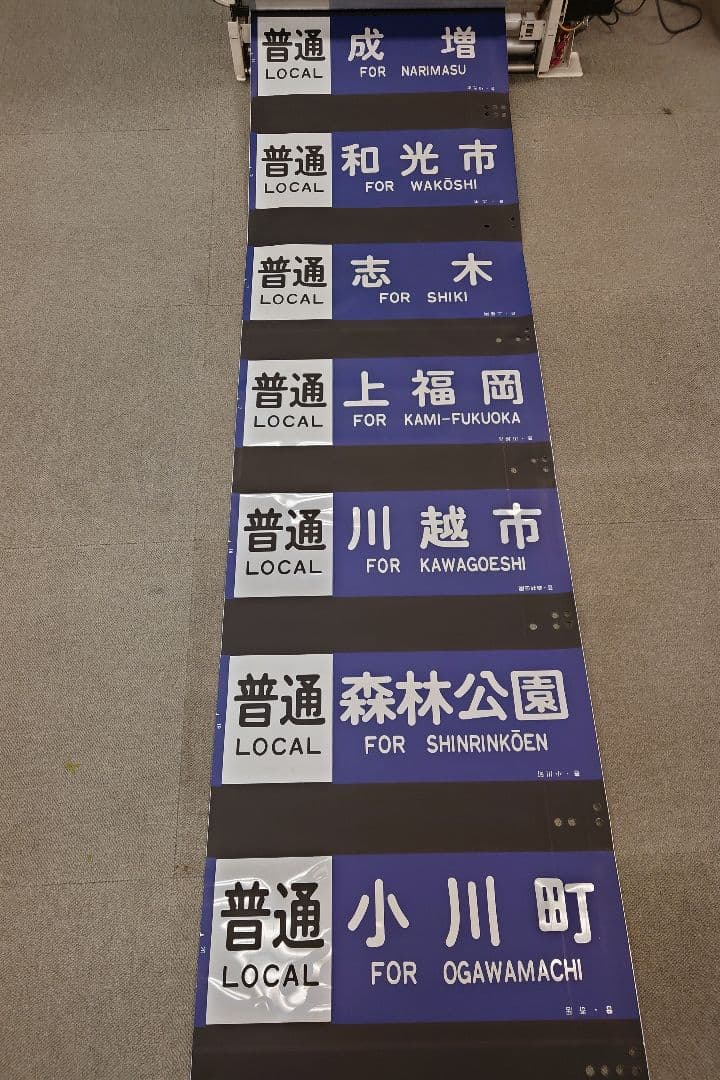 普通 成増
LOCAL FOR NARIMASU
普通 和光市
LOCAL FOR WAKŌSHI
普通 志木
LOCAL FOR SHIKI
普通 上福岡
LOCAL FOR KAMI-FUKUOKA
普通 川越市
LOCAL FOR KAWAGOESHI
普通 森林公園
LOCAL FOR SHINRINKŌEN
普通 小川町
LOCAL FOR OGAWAMACHI